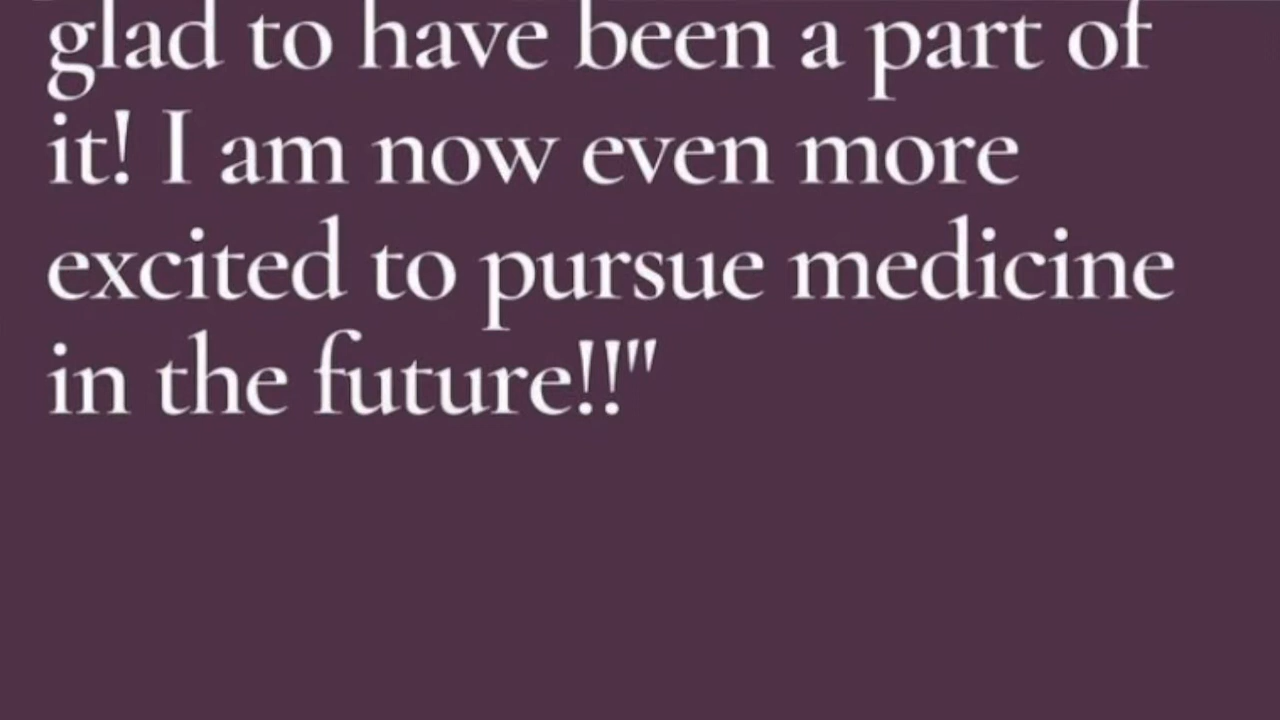 glad to have been a part of
it! I am now even more
excited to pursue medicine
in the future!!"